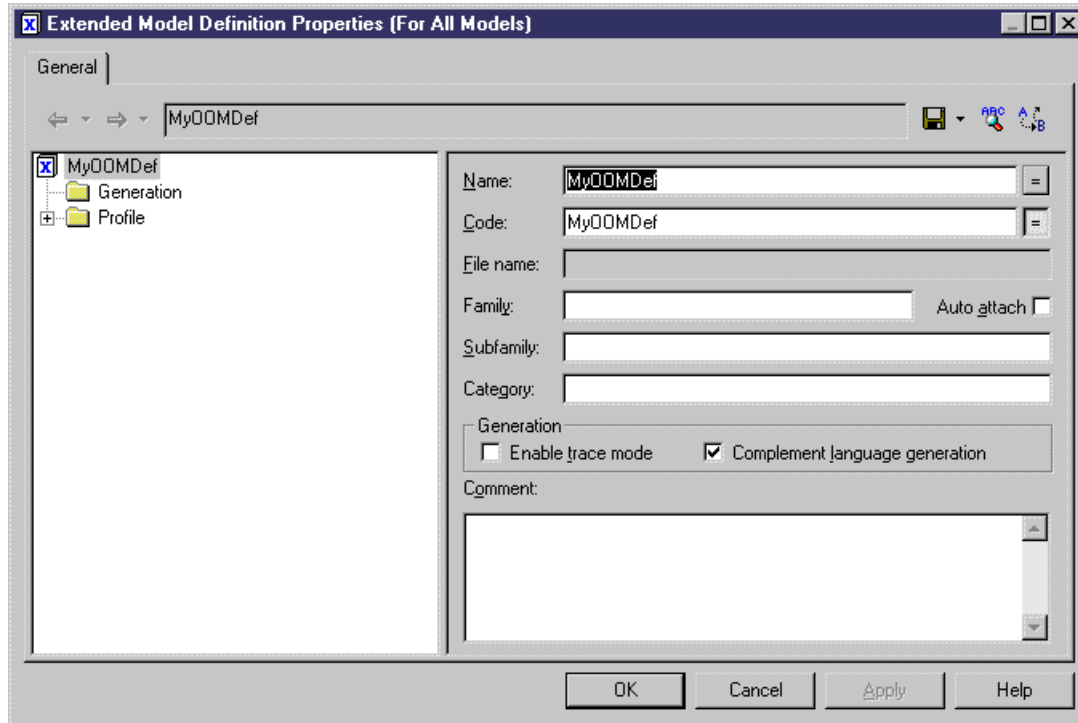 Extended Model Definition Properties (For All Models)
General
MyOOMDef
ABC
A
B
MyOOMDef
Generation
Profile
Name: MyOOMDef =
Code: MyOOMDef =
File name:
Family: Auto attach
Subfamily:
Category:
Generation
Enable trace mode Complement language generation
Comment:
OK Cancel Apply Help